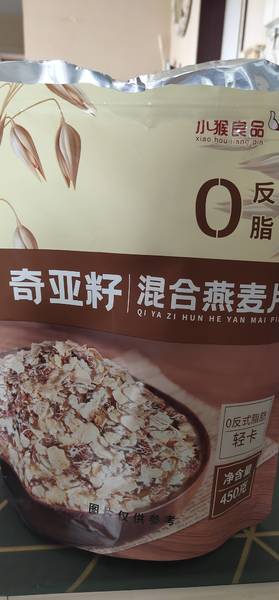 小猴良品
xiao hou liang pin
0 反
脂
奇亚籽 混合燕麦片
QI YA ZI HUN HE YAN MAI PI
0反式脂肪
轻卡
净含量
450克
图片仅供参考